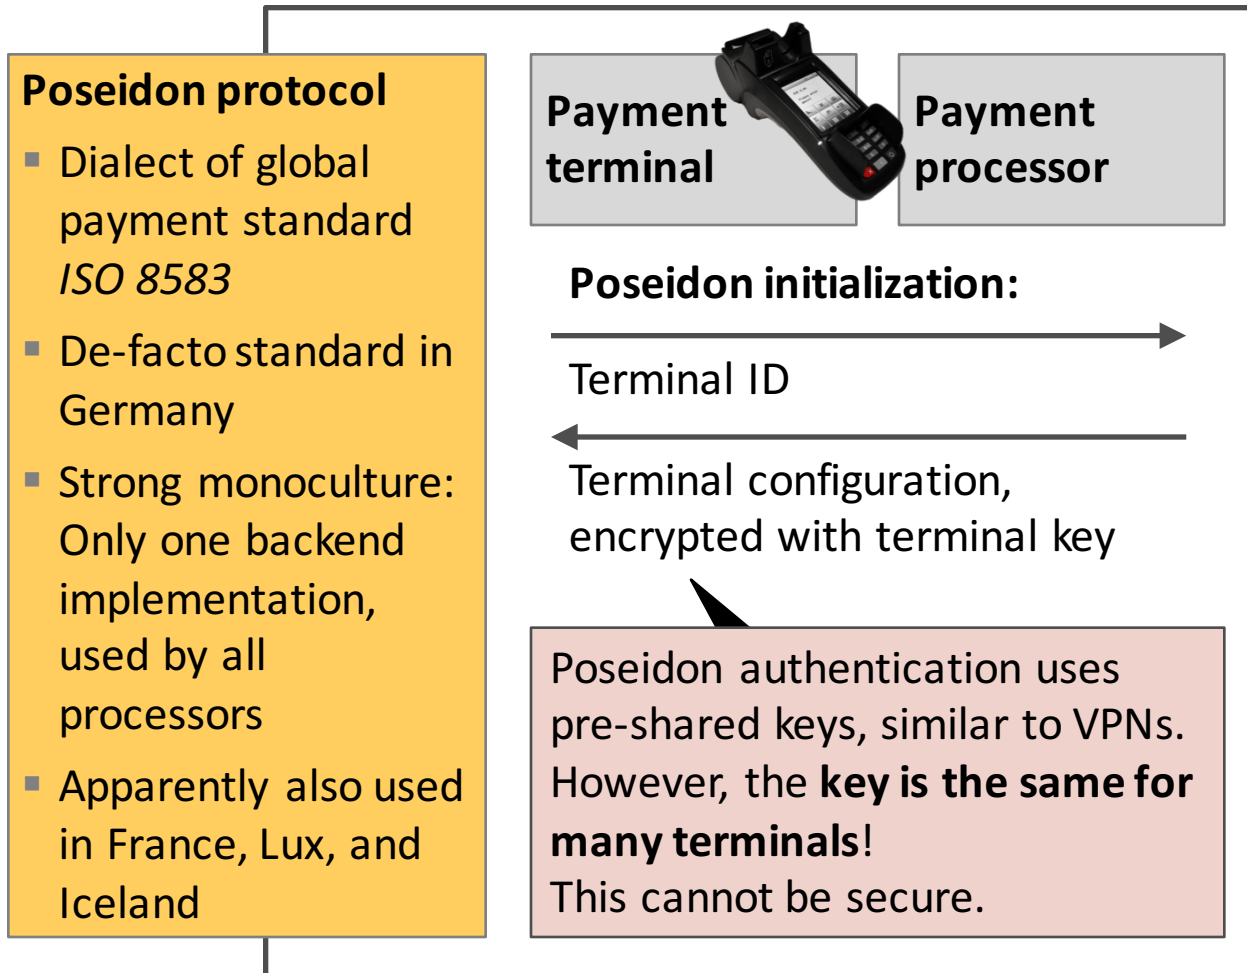 Poseidon protocol
▪ Dialect of global
payment standard
ISO 8583
▪ De-facto standard in
Germany
▪ Strong monoculture:
Only one backend
implementation,
used by all
processors
▪ Apparently also used
in France, Lux, and
Iceland
Payment
terminal
Payment
processor
Poseidon initialization:
Terminal ID
Terminal configuration,
encrypted with terminal key
Poseidon authentication uses
pre-shared keys, similar to VPNs.
However, the key is the same for
many terminals!
This cannot be secure.